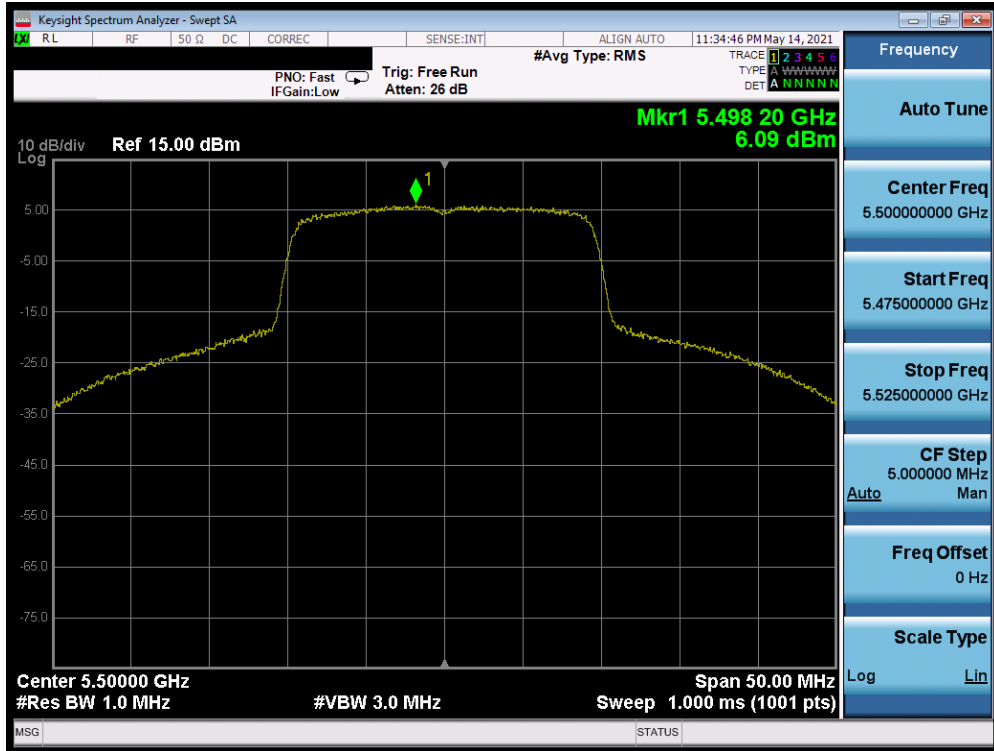 Keysight Spectrum Analyzer - Swept SA
LXI RL RF 50 Ω DC CORREC SENSE:INT ALIGN AUTO 11:34:46 PM May 14, 2021
PNO: Fast
IFGain:Low
Trig: Free Run
Atten: 26 dB
#Avg Type: RMS
TRACE 1 2 3 4 5 6
TYPE A WWWWW
DET A N N N N N
Frequency
Mkr1 5.498 20 GHz
6.09 dBm
10 dB/div
Log
Ref 15.00 dBm
1
5.00
-5.00
-15.0
-25.0
-35.0
-45.0
-55.0
-65.0
-75.0
Center 5.50000 GHz
Span 50.00 MHz
#Res BW 1.0 MHz
#VBW 3.0 MHz
Sweep 1.000 ms (1001 pts)
Auto Tune
Center Freq
5.500000000 GHz
Start Freq
5.475000000 GHz
Stop Freq
5.525000000 GHz
CF Step
5.000000 MHz
Auto Man
Freq Offset
0 Hz
Scale Type
Log Lin
MSG STATUS